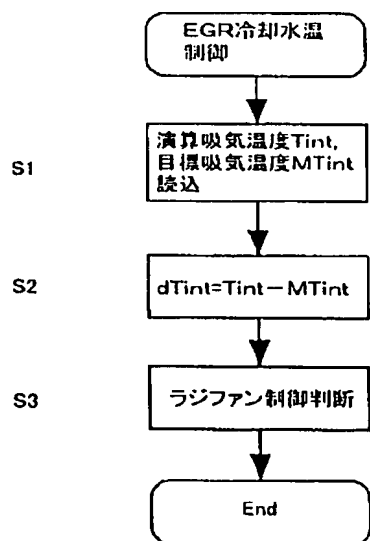 EGR冷却水温
制御
S1
演算吸気温度Tint,
目標吸気温度MTint
読込
S2
dTint=Tint－MTint
S3
ラジファン制御判断
End